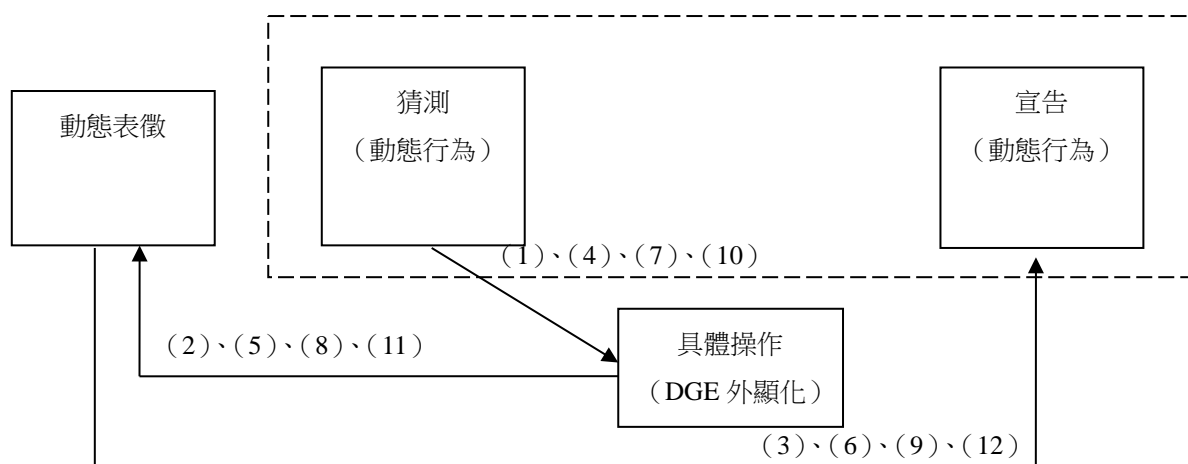 動態表徵
猜測
（動態行為）
宣告
（動態行為）
（1）、（4）、（7）、（10）
（2）、（5）、（8）、（11）
具體操作
（DGE 外顯化）
（3）、（6）、（9）、（12）